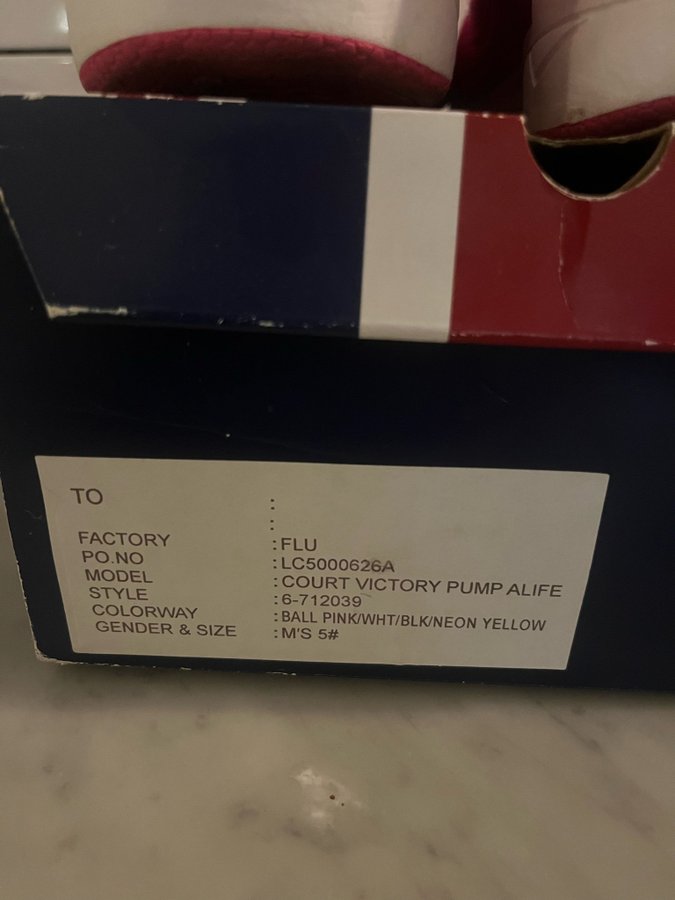 TO :
:
FACTORY : FLU
PO.NO : LC5000626A
MODEL : COURT VICTORY PUMP ALIFE
STYLE : 6-712039
COLORWAY : BALL PINK/WHT/BLK/NEON YELLOW
GENDER & SIZE : M'S 5#